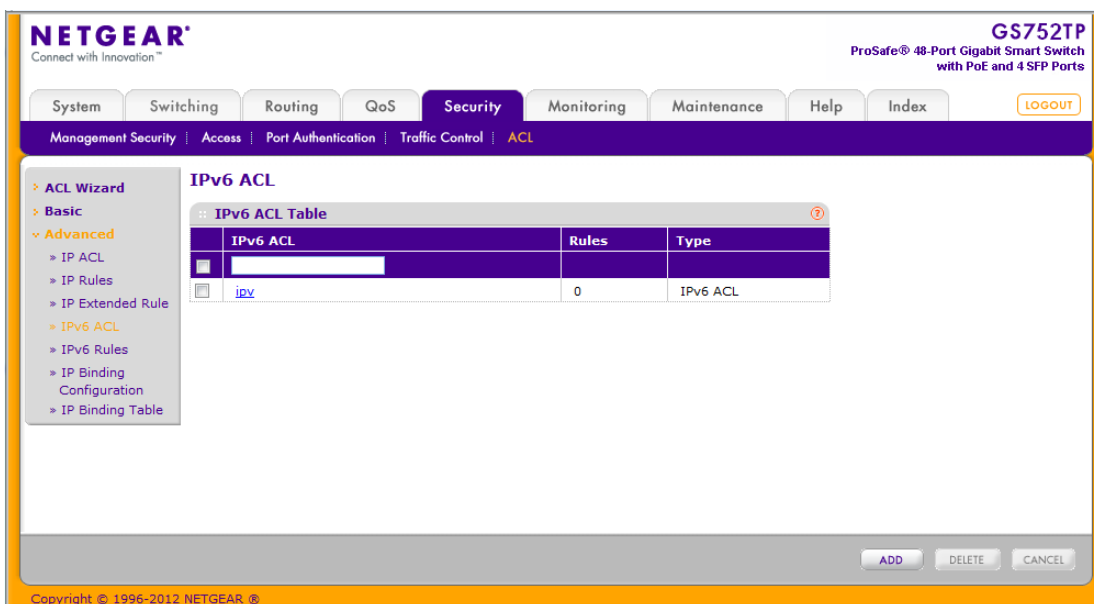 NETGEAR®
Connect with Innovation™
GS752TP
ProSafe® 48-Port Gigabit Smart Switch
with PoE and 4 SFP Ports
System Switching Routing QoS Security Monitoring Maintenance Help Index LOGOUT
Management Security Access Port Authentication Traffic Control ACL
ACL Wizard
Basic
Advanced
» IP ACL
» IP Rules
» IP Extended Rule
» IPv6 ACL
» IPv6 Rules
» IP Binding
Configuration
» IP Binding Table
IPv6 ACL
IPv6 ACL Table ?
IPv6 ACL Rules Type
ipv 0 IPv6 ACL
ADD DELETE CANCEL
Copyright © 1996-2012 NETGEAR ®